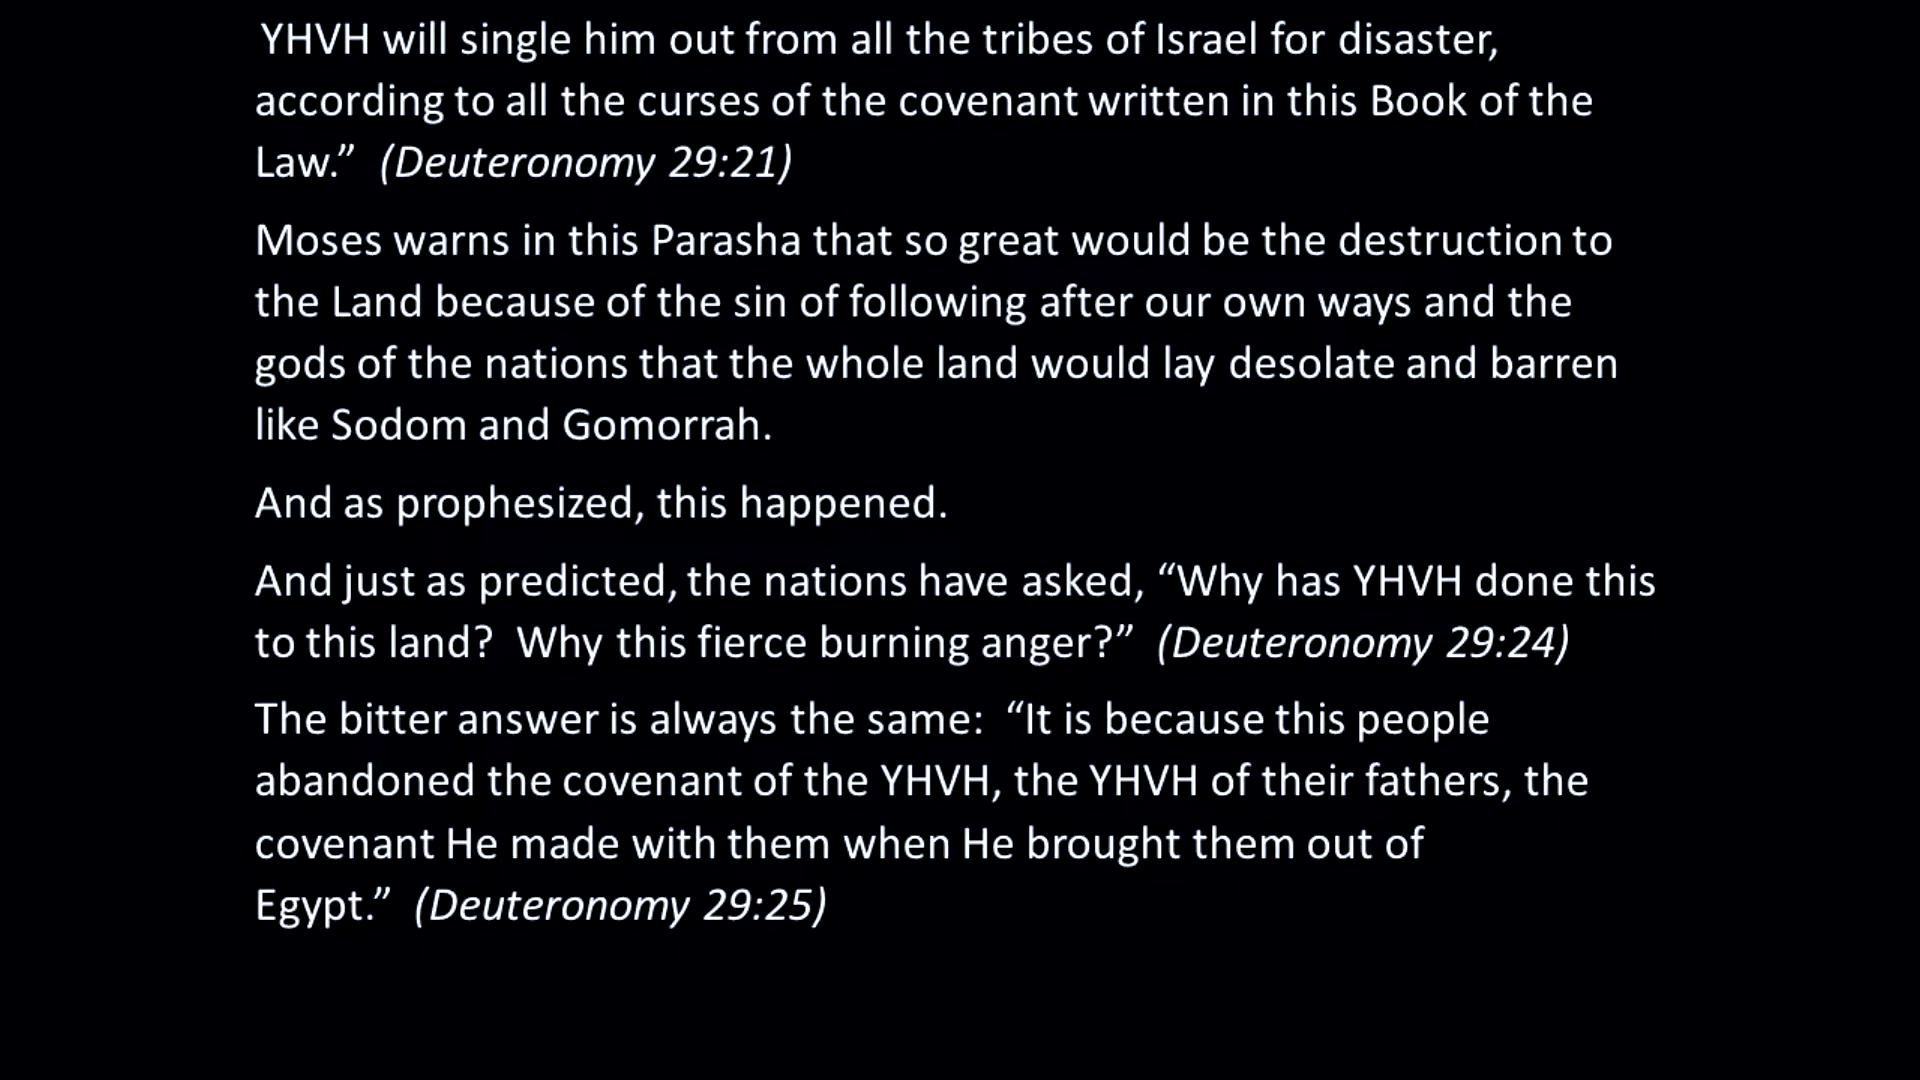 YHVH will single him out from all the tribes of Israel for disaster,
according to all the curses of the covenant written in this Book of the
Law.”  (Deuteronomy 29:21)
Moses warns in this Parasha that so great would be the destruction to
the Land because of the sin of following after our own ways and the
gods of the nations that the whole land would lay desolate and barren
like Sodom and Gomorrah.
And as prophesized, this happened.
And just as predicted, the nations have asked, “Why has YHVH done this
to this land?  Why this fierce burning anger?”  (Deuteronomy 29:24)
The bitter answer is always the same:  “It is because this people
abandoned the covenant of the YHVH, the YHVH of their fathers, the
covenant He made with them when He brought them out of
Egypt.”  (Deuteronomy 29:25)